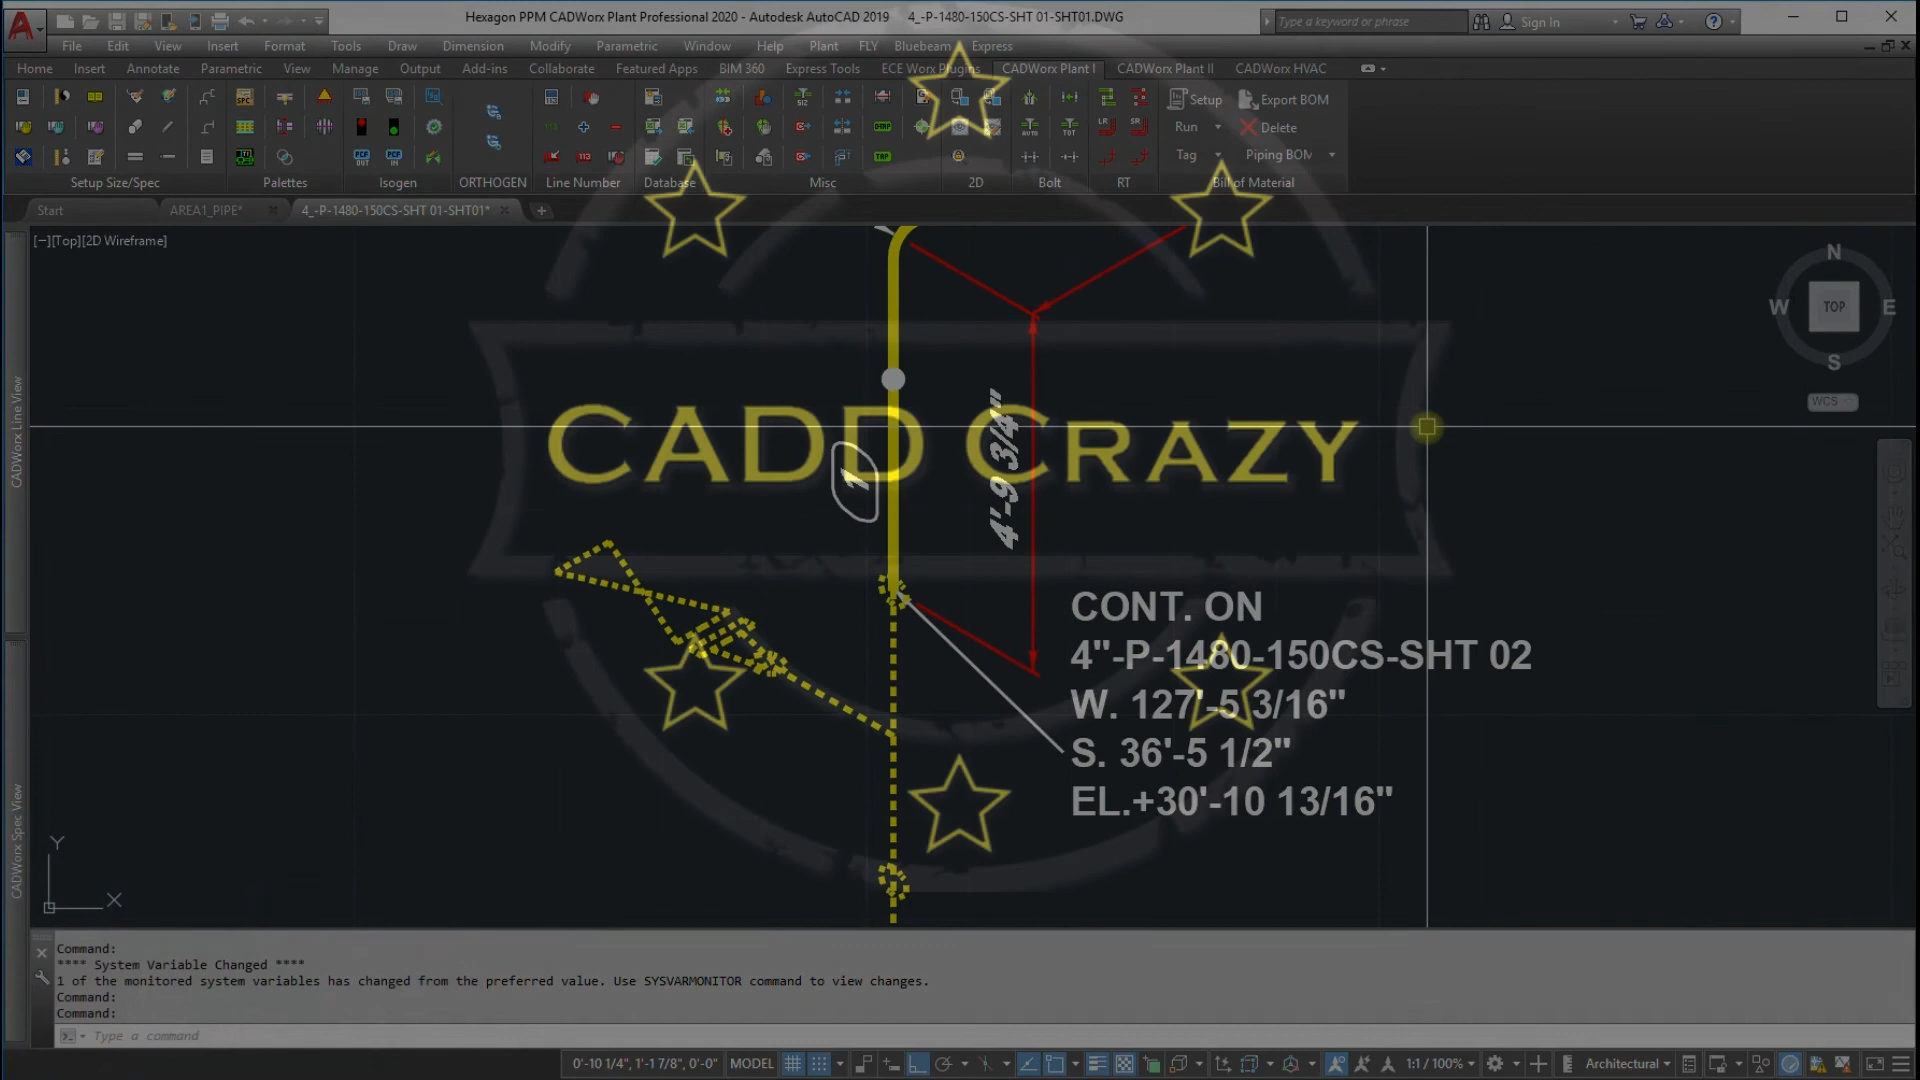 Hexagon PPM CADWorx Plant Professional 2020 - Autodesk AutoCAD 2019    4_-P-1480-150CS-SHT 01-SHT01.DWG
Type a keyword or phrase
Sign In
File Edit View Insert Format Tools Draw Dimension Modify Parametric Window Help Plant FLY Bluebeam Express
Home Insert Annotate Parametric View Manage Output Add-ins Collaborate Featured Apps BIM 360 Express Tools ECE Worx Plugins CADWorx Plant I CADWorx Plant II CADWorx HVAC
Setup Export BOM
Run Delete
Tag Piping BOM
Setup Size/Spec Palettes Isogen ORTHOGEN Line Number Database Misc 2D Bolt RT Bill of Material
Start AREA1_PIPE* 4_-P-1480-150CS-SHT 01-SHT01*
[−][Top][2D Wireframe]
N
W TOP E
S
WCS
CADWorx Line View
CADD CRAZY
1
4'-9 3/4"
CONT. ON
4"-P-1480-150CS-SHT 02
W. 127'-5 3/16"
S. 36'-5 1/2"
EL.+30'-10 13/16"
CADWorx Spec View
Y
X
Command:
**** System Variable Changed ****
1 of the monitored system variables has changed from the preferred value. Use SYSVARMONITOR command to view changes.
Command:
Command:
Type a command
0'-10 1/4", 1'-1 7/8", 0'-0" MODEL 1:1 / 100% Architectural